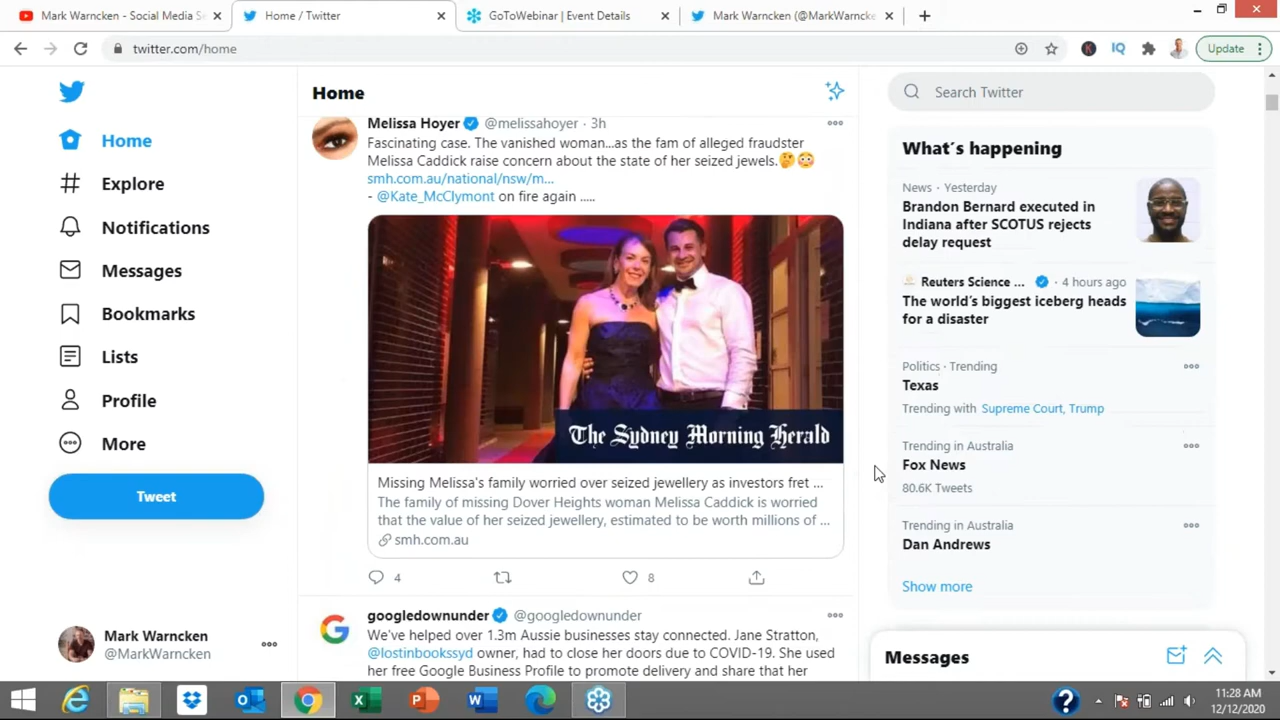 Mark Warncken - Social Media Se
Home / Twitter
GoToWebinar | Event Details
Mark Warncken (@MarkWarncke
twitter.com/home
IQ
Update
Home
Explore
Notifications
Messages
Bookmarks
Lists
Profile
More
Tweet
Mark Warncken
@MarkWarncken
Home
Melissa Hoyer @melissahoyer · 3h
Fascinating case. The vanished woman...as the fam of alleged fraudster
Melissa Caddick raise concern about the state of her seized jewels.🤔😳
smh.com.au/national/nsw/m...
- @Kate_McClymont on fire again .....
The Sydney Morning Herald
Missing Melissa's family worried over seized jewellery as investors fret ...
The family of missing Dover Heights woman Melissa Caddick is worried
that the value of her seized jewellery, estimated to be worth millions of ...
smh.com.au
4
8
googledownunder @googledownunder
We've helped over 1.3m Aussie businesses stay connected. Jane Stratton,
@lostinbookssyd owner, had to close her doors due to COVID-19. She used
her free Google Business Profile to promote delivery and share that her
Search Twitter
What´s happening
News · Yesterday
Brandon Bernard executed in
Indiana after SCOTUS rejects
delay request
Reuters Science ... · 4 hours ago
The world's biggest iceberg heads
for a disaster
Politics · Trending
Texas
Trending with Supreme Court, Trump
Trending in Australia
Fox News
80.6K Tweets
Trending in Australia
Dan Andrews
Show more
Messages
11:28 AM
12/12/2020